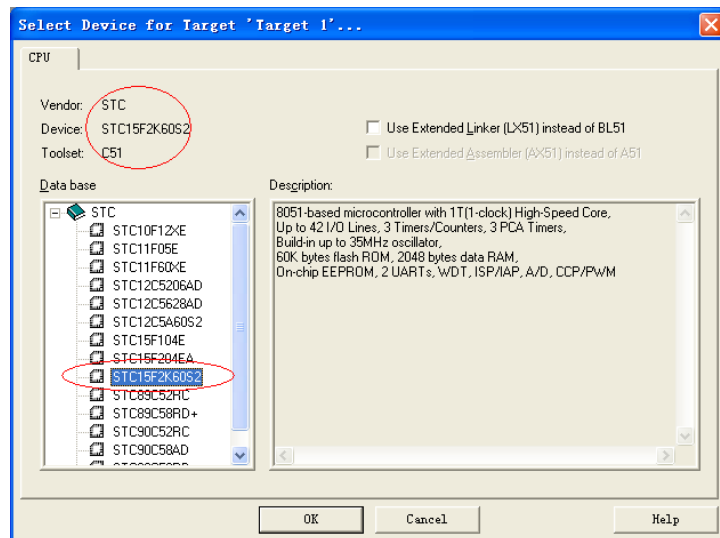 Select Device for Target 'Target 1'...
CPU
Vendor: STC
Device: STC15F2K60S2
Toolset: C51
Use Extended Linker (LX51) instead of BL51
Use Extended Assembler (AX51) instead of A51
Data base
Description:
STC
STC10F12XE
STC11F05E
STC11F60XE
STC12C5206AD
STC12C5628AD
STC12C5A60S2
STC15F104E
STC15F204EA
STC15F2K60S2
STC89C52RC
STC89C58RD+
STC90C52RC
STC90C58AD
8051-based microcontroller with 1T(1-clock) High-Speed Core,
Up to 42 I/O Lines, 3 Timers/Counters, 3 PCA Timers,
Build-in up to 35MHz oscillator,
60K bytes flash ROM, 2048 bytes data RAM,
On-chip EEPROM, 2 UARTs, WDT, ISP/IAP, A/D, CCP/PWM
OK
Cancel
Help